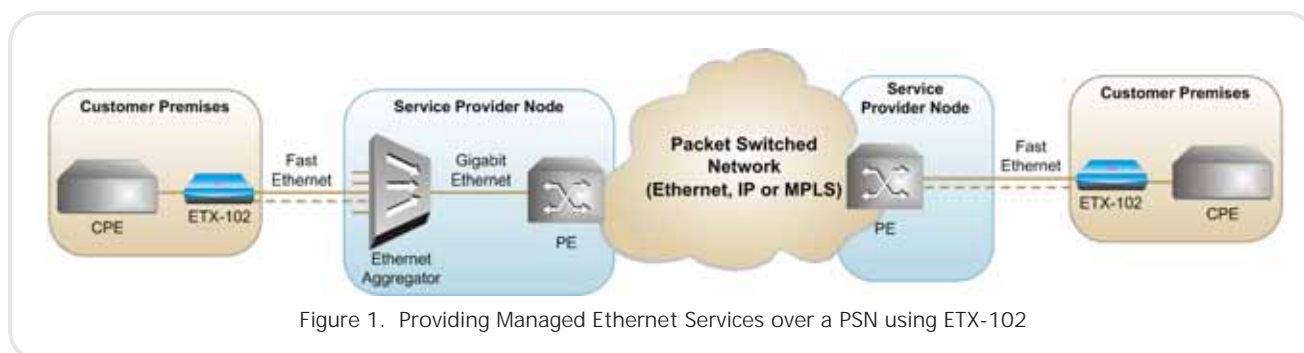 Customer Premises
CPE
ETX-102
Fast
Ethernet
Service Provider Node
Ethernet
Aggregator
Gigabit
Ethernet
PE
Packet Switched
Network
(Ethernet, IP or MPLS)
Service
Provider Node
PE
Fast
Ethernet
Customer Premises
ETX-102
CPE
Figure 1. Providing Managed Ethernet Services over a PSN using ETX-102